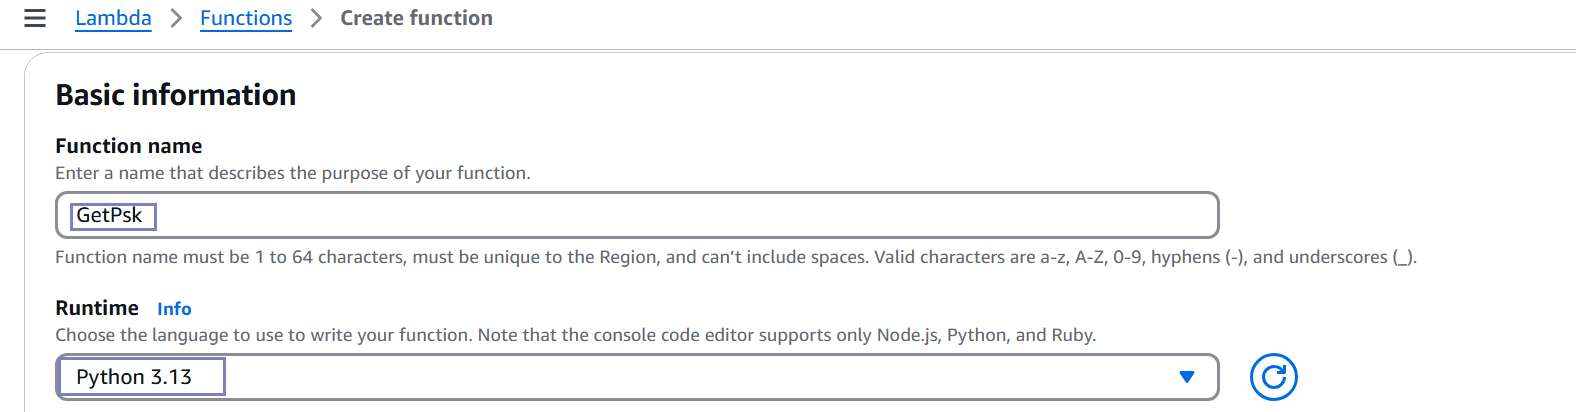 Lambda > Functions > Create function
Basic information
Function name
Enter a name that describes the purpose of your function.
GetPsk
Function name must be 1 to 64 characters, must be unique to the Region, and can’t include spaces. Valid characters are a-z, A-Z, 0-9, hyphens (-), and underscores (_).
Runtime Info
Choose the language to use to write your function. Note that the console code editor supports only Node.js, Python, and Ruby.
Python 3.13